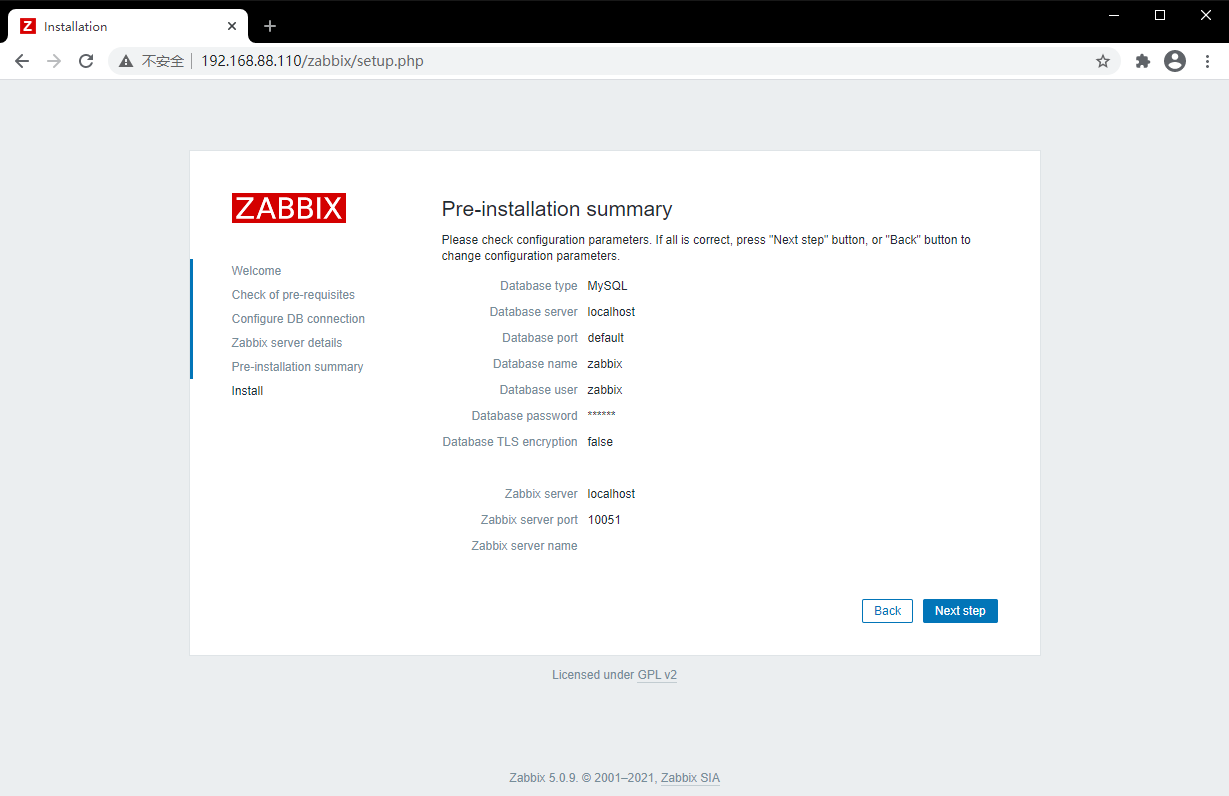 Z Installation
不安全 192.168.88.110/zabbix/setup.php
ZABBIX
Welcome
Check of pre-requisites
Configure DB connection
Zabbix server details
Pre-installation summary
Install
Pre-installation summary
Please check configuration parameters. If all is correct, press "Next step" button, or "Back" button to
change configuration parameters.
Database type MySQL
Database server localhost
Database port default
Database name zabbix
Database user zabbix
Database password ******
Database TLS encryption false
Zabbix server localhost
Zabbix server port 10051
Zabbix server name
Back Next step
Licensed under GPL v2
Zabbix 5.0.9. © 2001–2021, Zabbix SIA